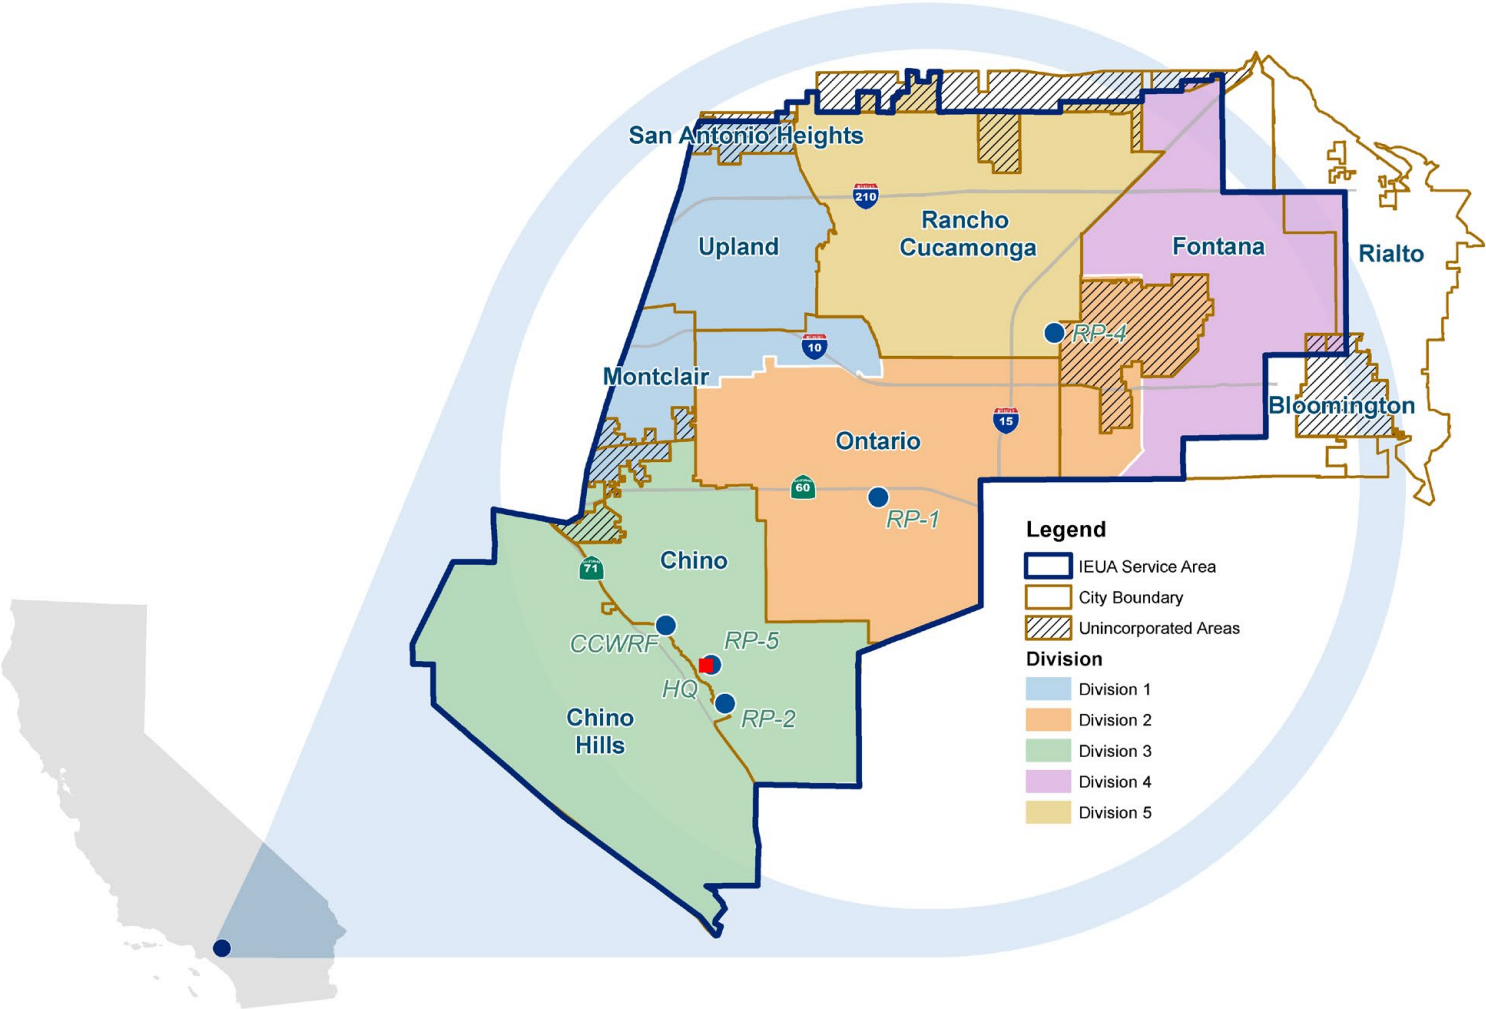 San Antonio Heights
210
Rancho
Cucamonga
Upland
Fontana
Rialto
RP-4
10
Montclair
Bloomington
15
Ontario
60
RP-1
Chino
71
CCWRF
RP-5
HQ
RP-2
Chino
Hills
Legend
IEUA Service Area
City Boundary
Unincorporated Areas
Division
Division 1
Division 2
Division 3
Division 4
Division 5